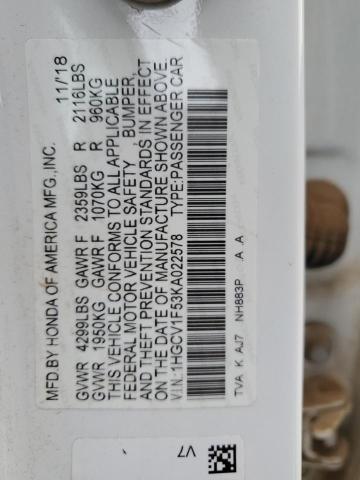 MFD.BY HONDA OF AMERICA MFG.,INC. 11/'18
GVWR 4299LBS GAWR F 2359LBS R 2116LBS
GVWR 1950KG GAWR F 1070KG R 960KG
THIS VEHICLE CONFORMS TO ALL APPLICABLE
FEDERAL MOTOR VEHICLE SAFETY , BUMPER,
AND THEFT PREVENTION STANDARDS IN EFFECT
ON THE DATE OF MANUFACTURE SHOWN ABOVE.
V.I.N.:1HGCV1F53KA022578 TYPE:PASSENGER CAR
TVA K AJ7 NH883P A A
V7